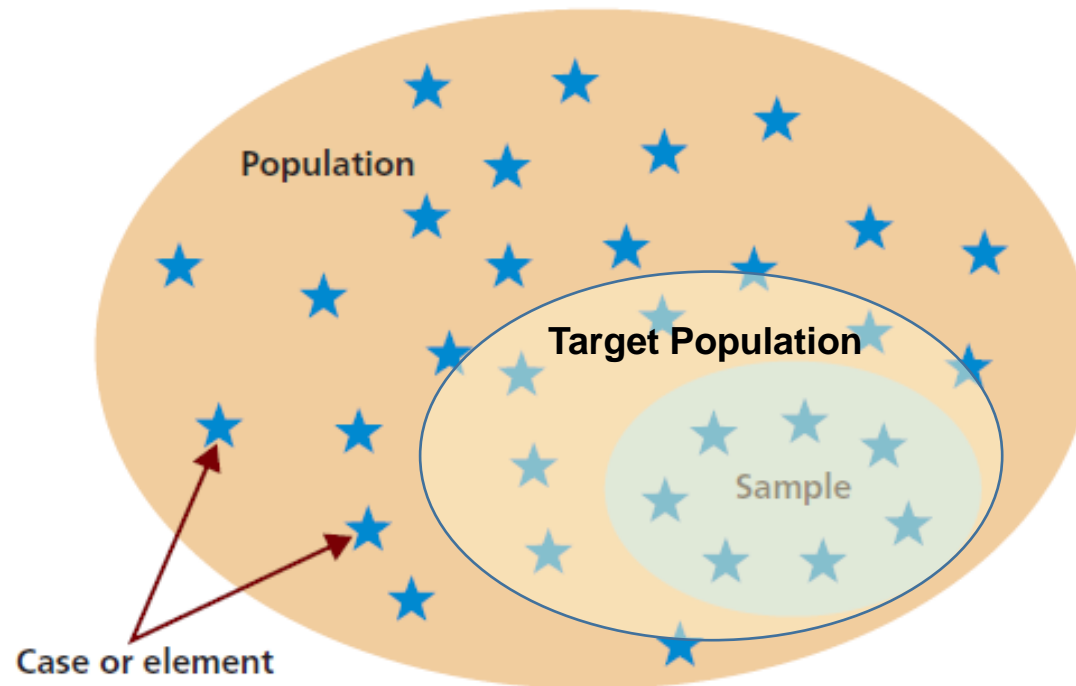 Population
Target Population
Sample
Case or element